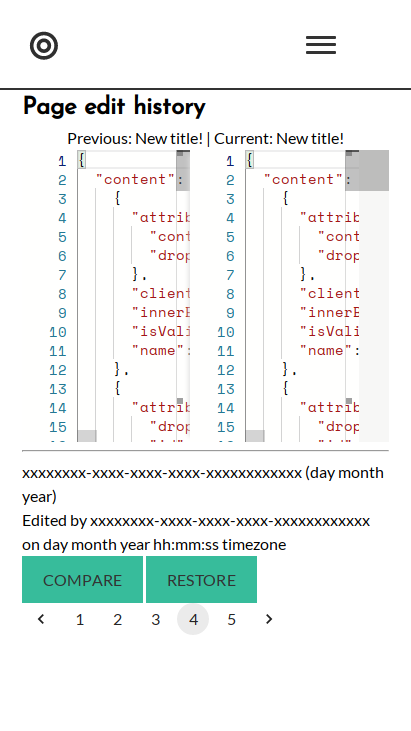 Page edit history
Previous: New title! | Current: New title!
1 {
2 "content":
3 {
4 "attrib
5 "cont
6 "drop
7 },
8 "client
9 "innerB
10 "isVali
11 "name":
12 },
13 {
14 "attrib
15 "drop
1 {
2 "content":
3 {
4 "attrib
5 "cont
6 "drop
7 },
8 "client
9 "innerB
10 "isVali
11 "name":
12 },
13 {
14 "attrib
15 "drop
xxxxxxxx-xxxx-xxxx-xxxx-xxxxxxxxxxxx (day month
year)
Edited by xxxxxxxx-xxxx-xxxx-xxxx-xxxxxxxxxxxx
on day month year hh:mm:ss timezone
COMPARE RESTORE
1 2 3 4 5